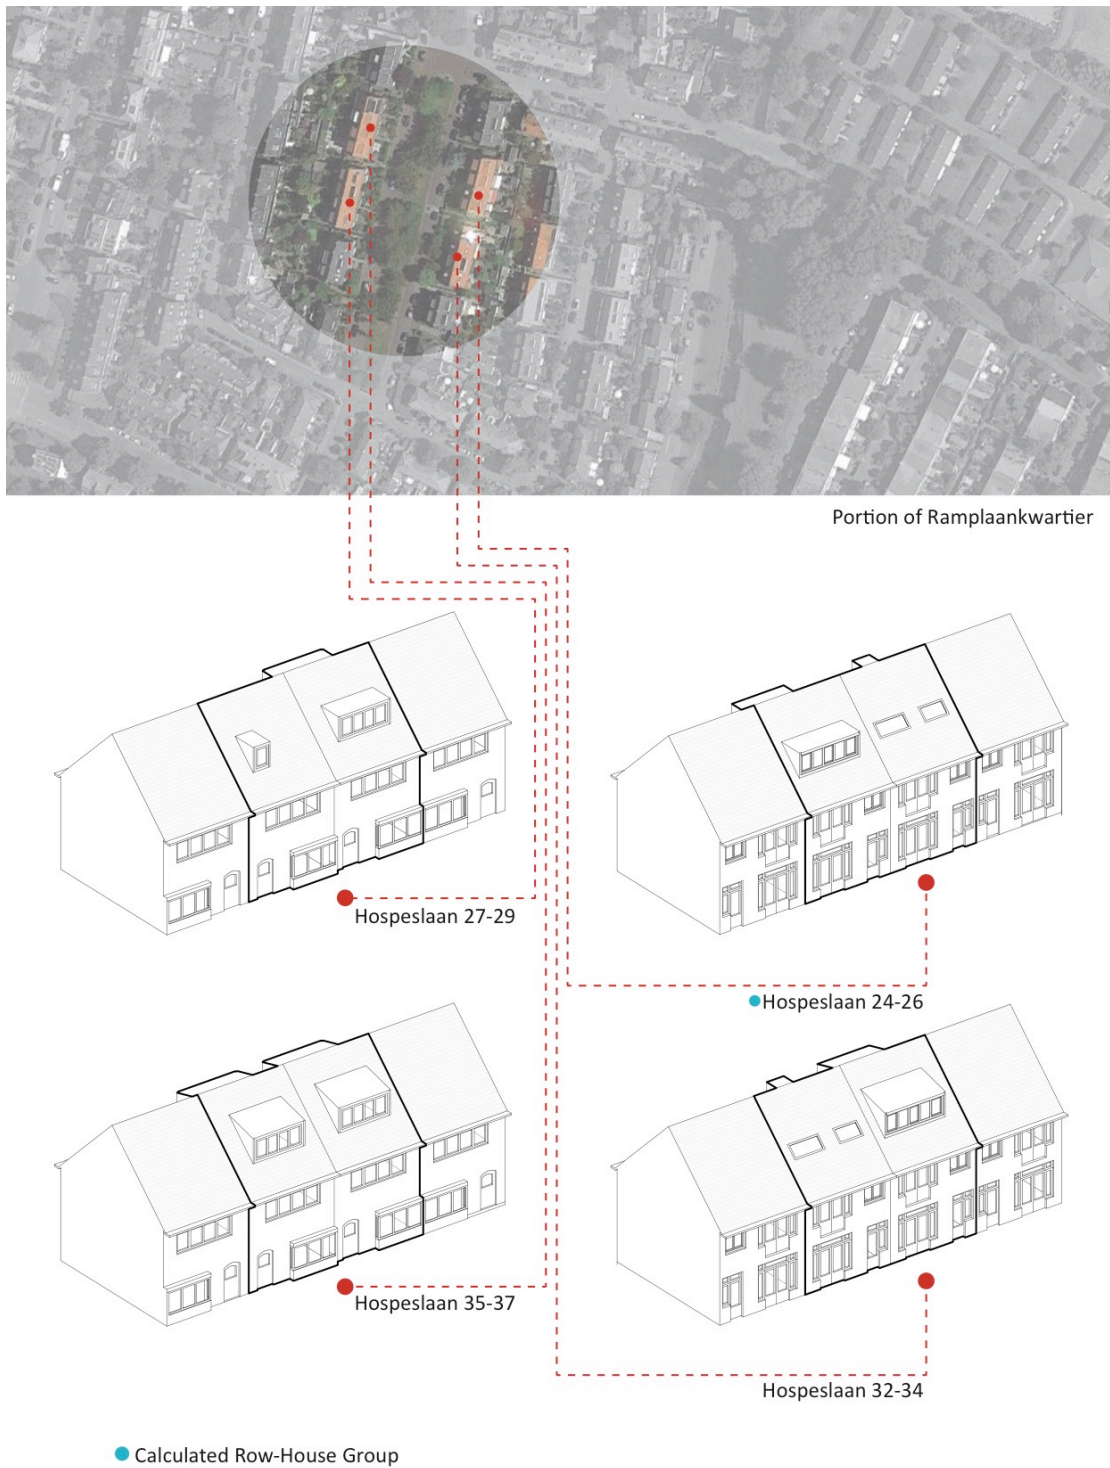 Portion of Ramplaankwartier
Hospeslaan 27-29
Hospeslaan 24-26
Hospeslaan 35-37
Hospeslaan 32-34
Calculated Row-House Group